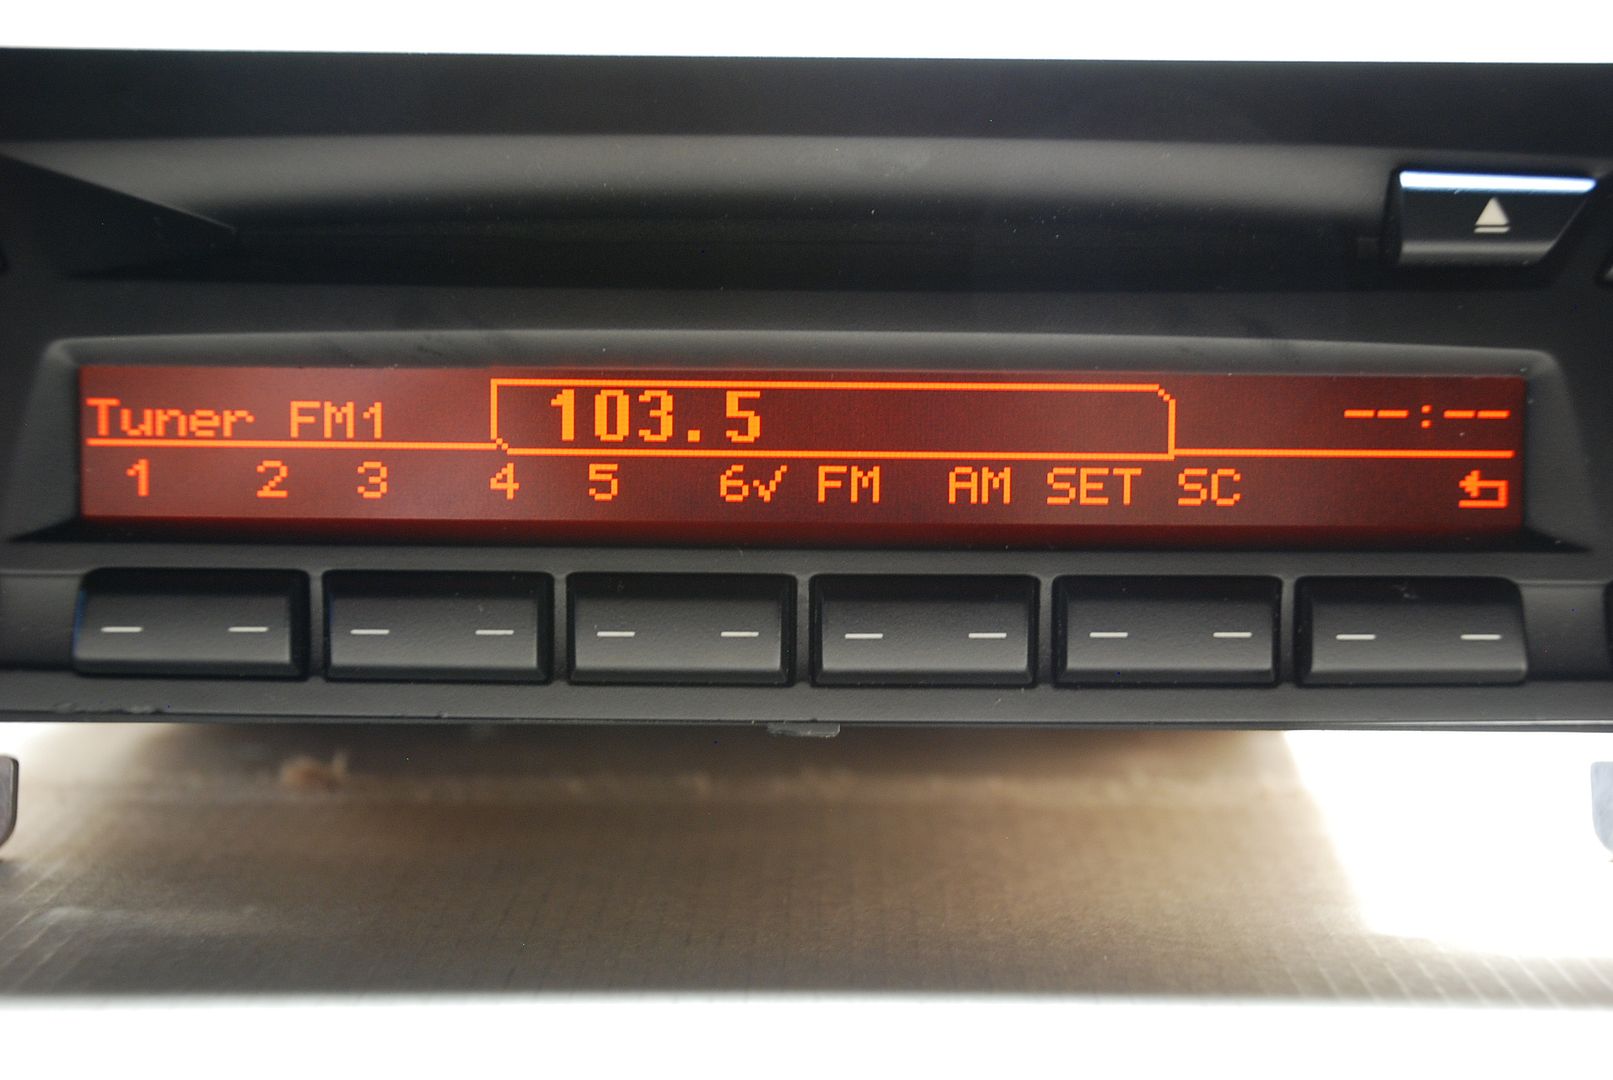 Tuner FM1 103.5 --:--
1 2 3 4 5 6✓ FM AM SET SC